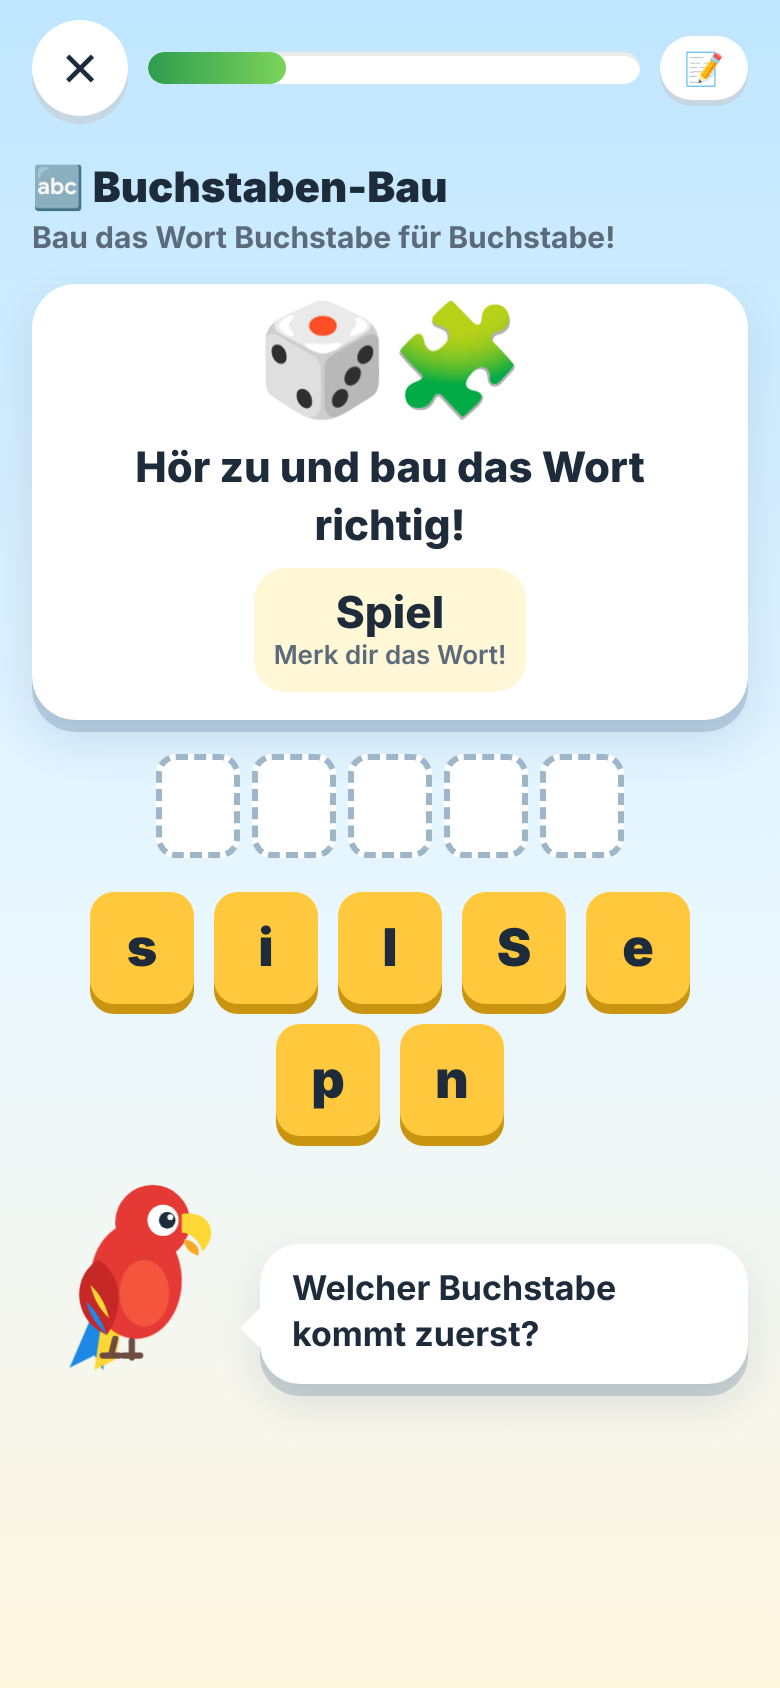 abc Buchstaben-Bau
Bau das Wort Buchstabe für Buchstabe!
Hör zu und bau das Wort
richtig!
Spiel
Merk dir das Wort!
s i l S e
p n
Welcher Buchstabe
kommt zuerst?